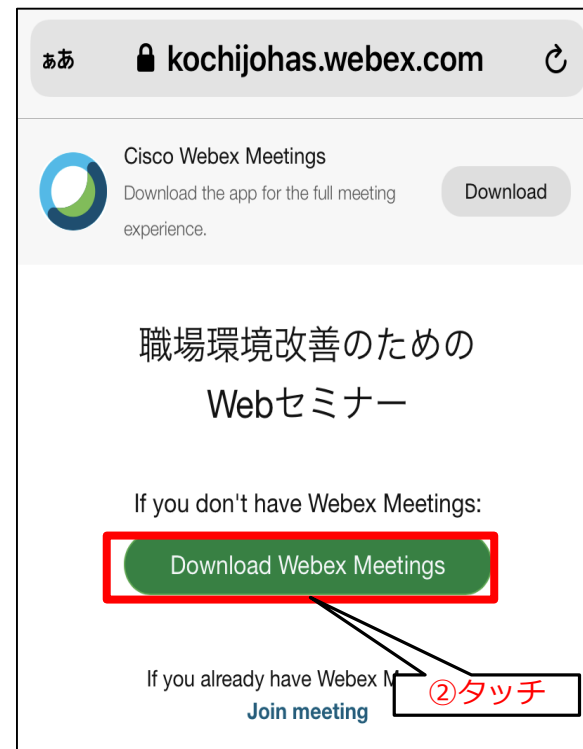 ぁあ kochijohas.webex.com
Cisco Webex Meetings
Download the app for the full meeting
experience.
Download
職場環境改善のための
Webセミナー
If you don't have Webex Meetings:
Download Webex Meetings
If you already have Webex M
②タッチ
Join meeting